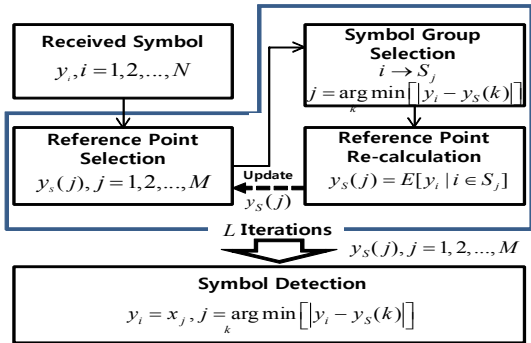 Received Symbol
y_i, i = 1,2,...,N
Symbol Group
Selection
i → S_j
j = arg min_k [|y_i − y_S(k)|]
Reference Point
Selection
y_s(j), j = 1,2,...,M
Update
y_S(j)
Reference Point
Re-calculation
y_S(j) = E[y_i | i ∈ S_j]
L Iterations
y_S(j), j = 1,2,...,M
Symbol Detection
y_i = x_j, j = arg min_k [|y_i − y_S(k)|]